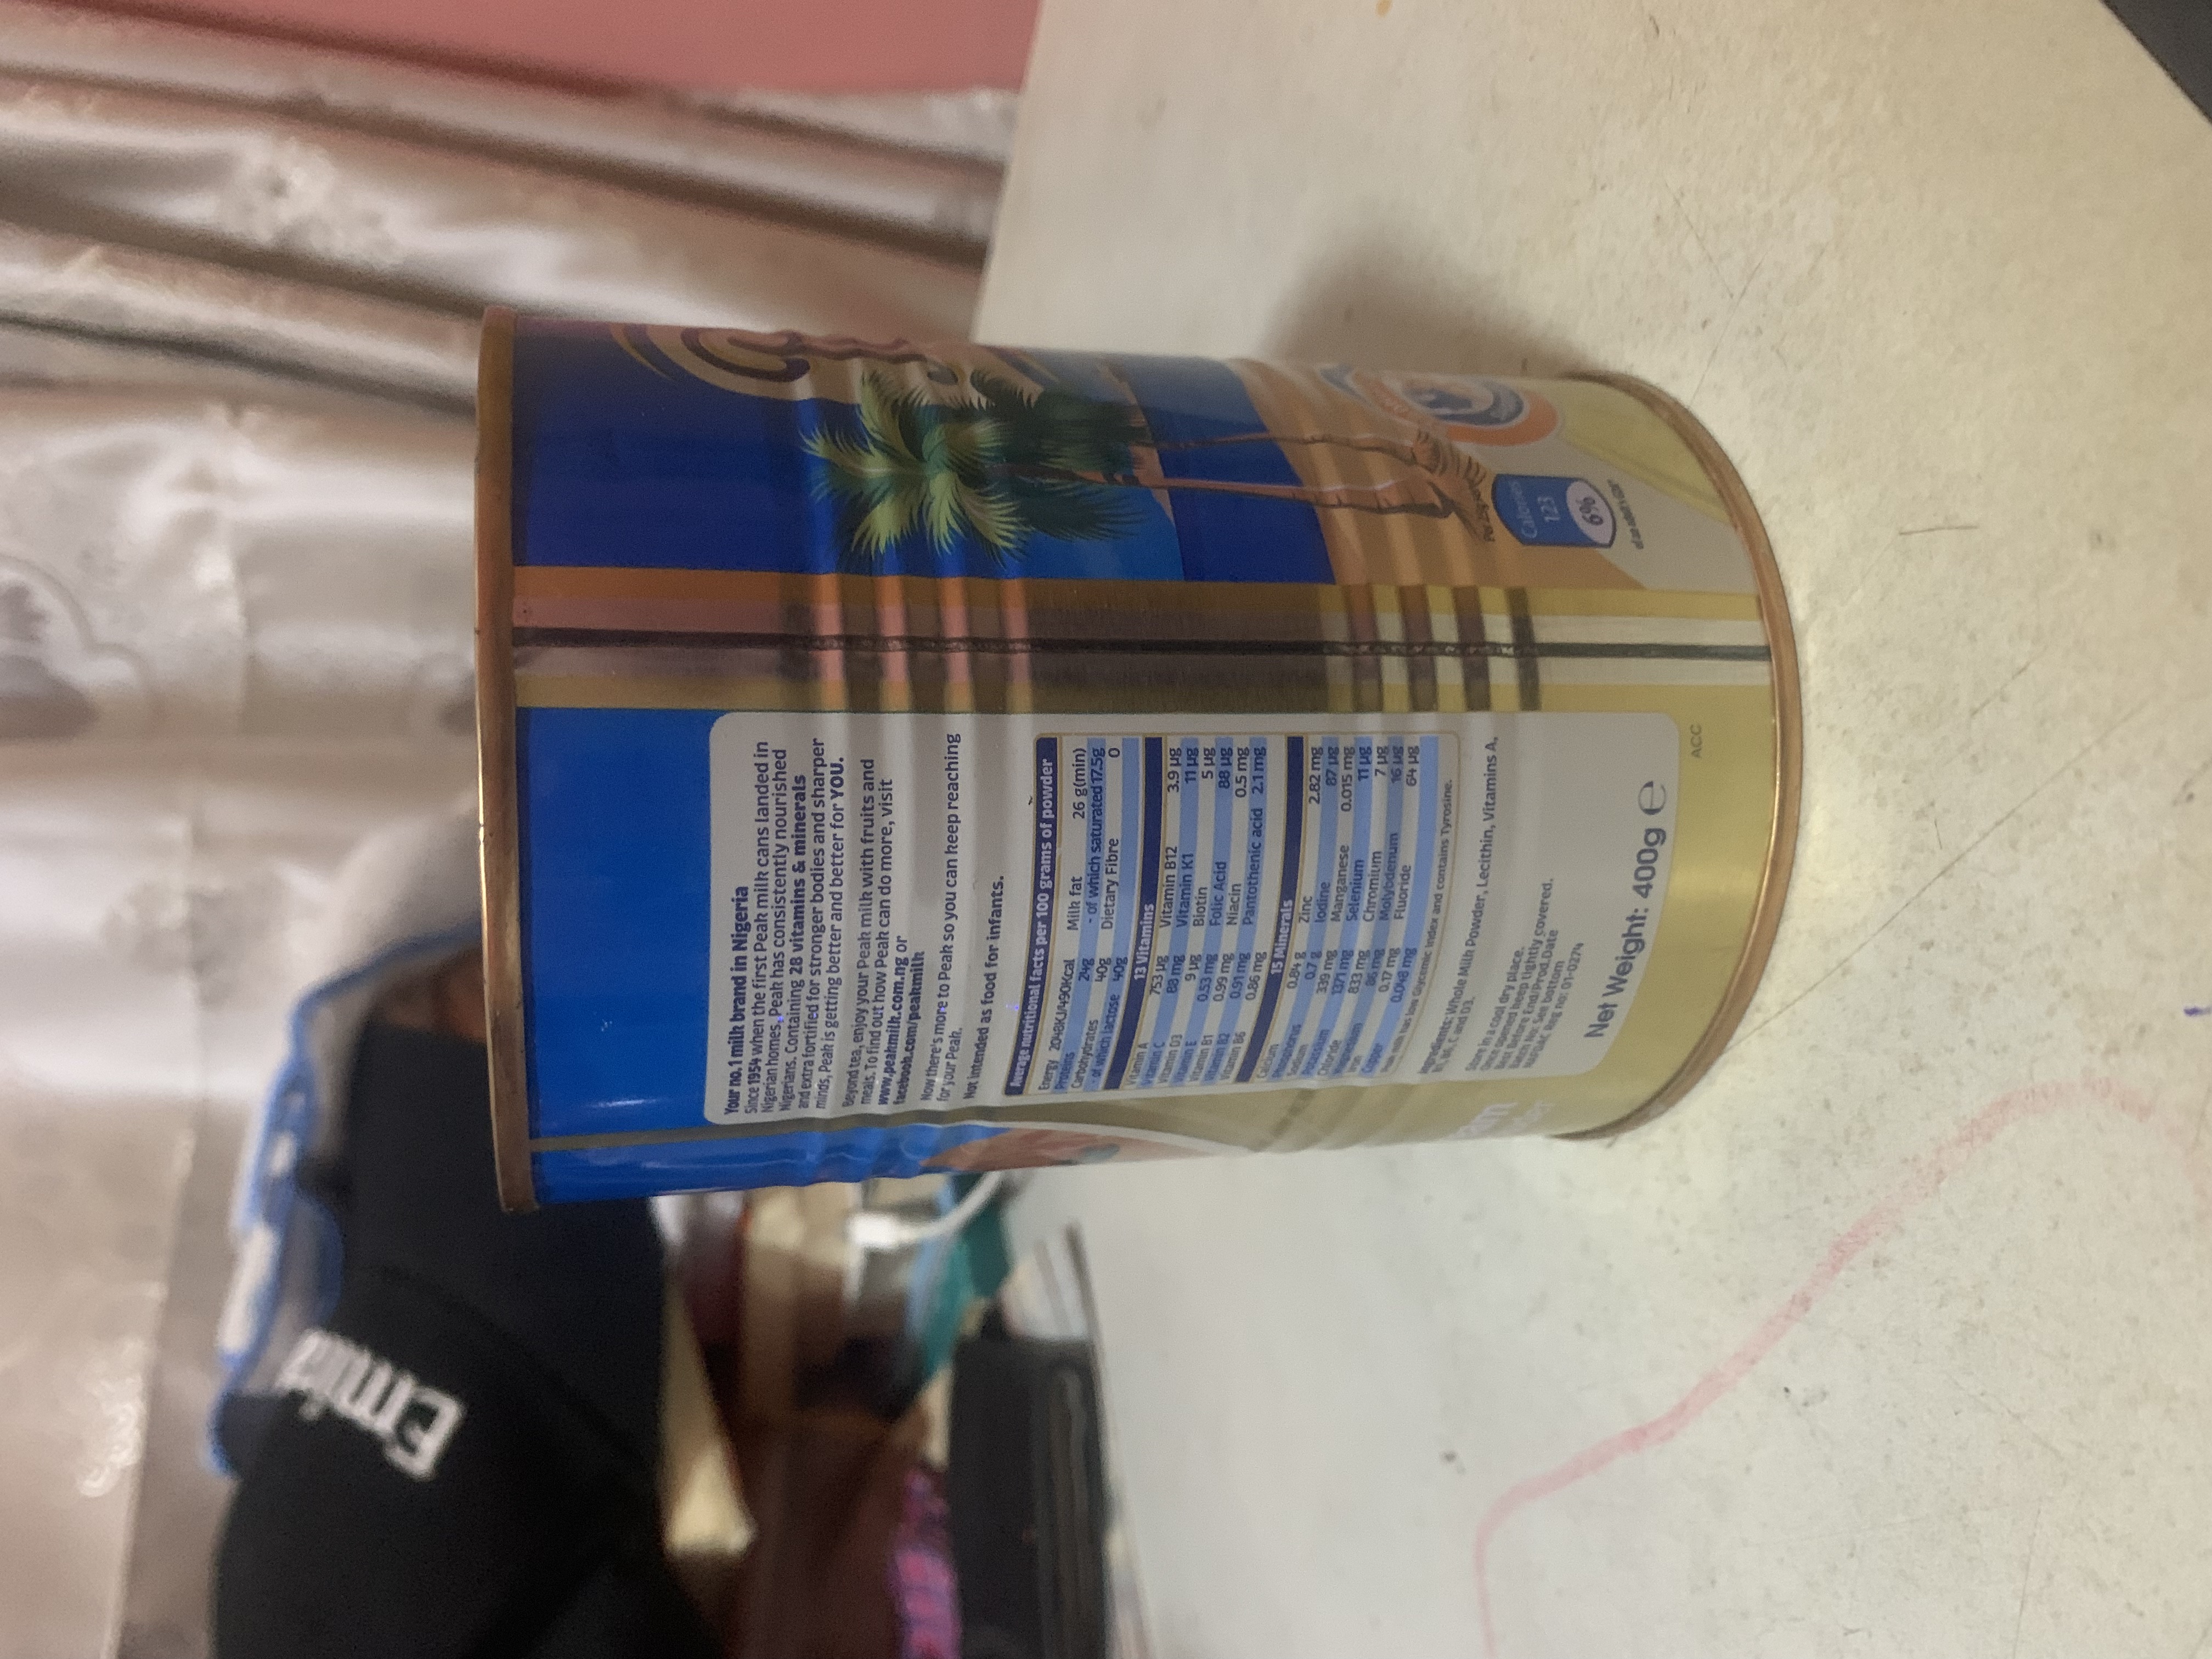 Your no.1 milk brand in Nigeria
Since 1954 when the first Peak milk cans landed in
Nigerian homes, Peak has consistently nourished
Nigerians. Containing 28 vitamins & minerals
and extra fortified for stronger bodies and sharper
minds, Peak is getting better and better for YOU.
Beyond tea, enjoy your Peak milk with fruits and
meals. To find out how Peak can do more, visit
www.peakmilk.com.ng or
facebook.com/peakmilk
Now there's more to Peak so you can keep reaching
for your Peak.
Not intended as food for infants.
Average nutritional facts per 100 grams of powder
Energy 2048KJ/490Kcal Milk fat 26 g(min)
Proteins 24g - of which saturated 17.5g
Carbohydrates 40g Dietary Fibre 0
- of which lactose 40g
13 Vitamins
Vitamin A 753 µg Vitamin B12 3.9 µg
Vitamin C 88 mg Vitamin K1 11 µg
Vitamin D3 9 µg Biotin 5 µg
Vitamin E 0.53 mg Folic Acid 88 µg
Vitamin B1 0.99 mg Niacin 0.5 mg
Vitamin B2 0.91 mg Pantothenic acid 2.1 mg
Vitamin B6 0.86 mg
15 Minerals
Calcium 0.84 g Zinc 2.82 mg
Phosphorus 0.7 g Iodine 87 µg
Sodium 339 mg Manganese 0.015 mg
Potassium 1371 mg Selenium 11 µg
Chloride 833 mg Chromium 7 µg
Magnesium 86 mg Molybdenum 16 µg
Iron 0.17 mg Fluoride 64 µg
Copper 0.048 mg
Peak milk has low Glycemic Index and contains Tyrosine.
Ingredients: Whole Milk Powder, Lecithin, Vitamins A,
B1, B6, C and D3.
Store in a cool dry place.
Once opened keep tightly covered.
Best Before End/Prod.Date
Batch No: See bottom
NAFDAC Reg no: 01-0274
Net Weight: 400g e
ACC
Calories
123
6%
of an adult's GDA*